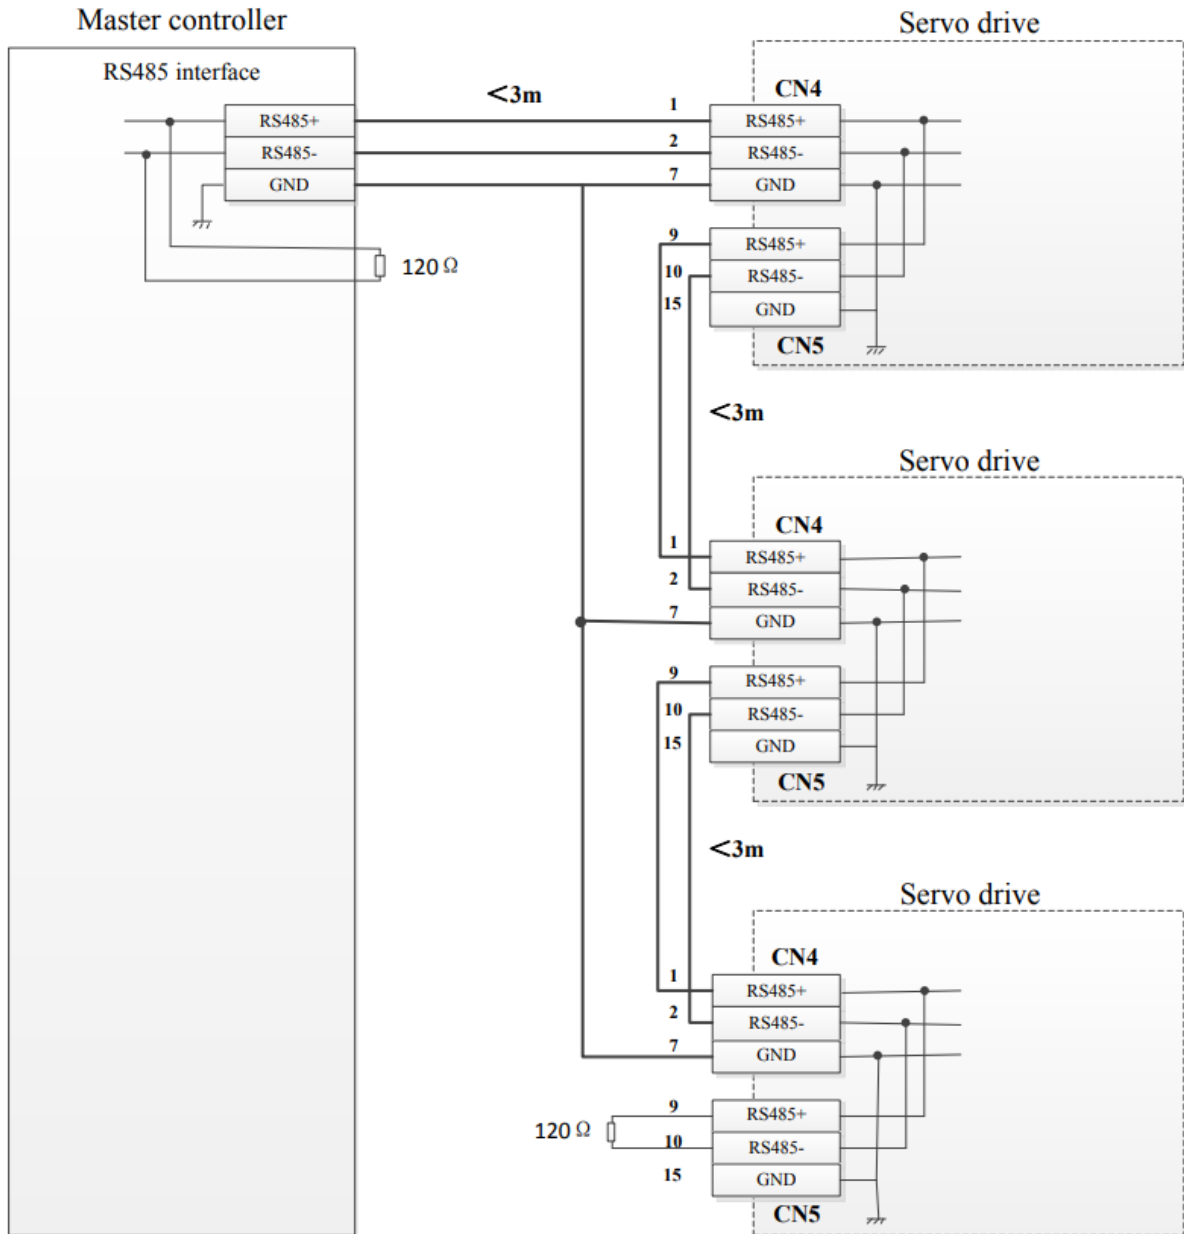 Master controller
RS485 interface
RS485+
RS485-
GND
120 Ω
<3m
Servo drive
CN4
1 RS485+
2 RS485-
7 GND
9 RS485+
10 RS485-
15 GND
CN5
<3m
Servo drive
CN4
1 RS485+
2 RS485-
7 GND
9 RS485+
10 RS485-
15 GND
CN5
<3m
Servo drive
CN4
1 RS485+
2 RS485-
7 GND
120 Ω
9 RS485+
10 RS485-
15 GND
CN5